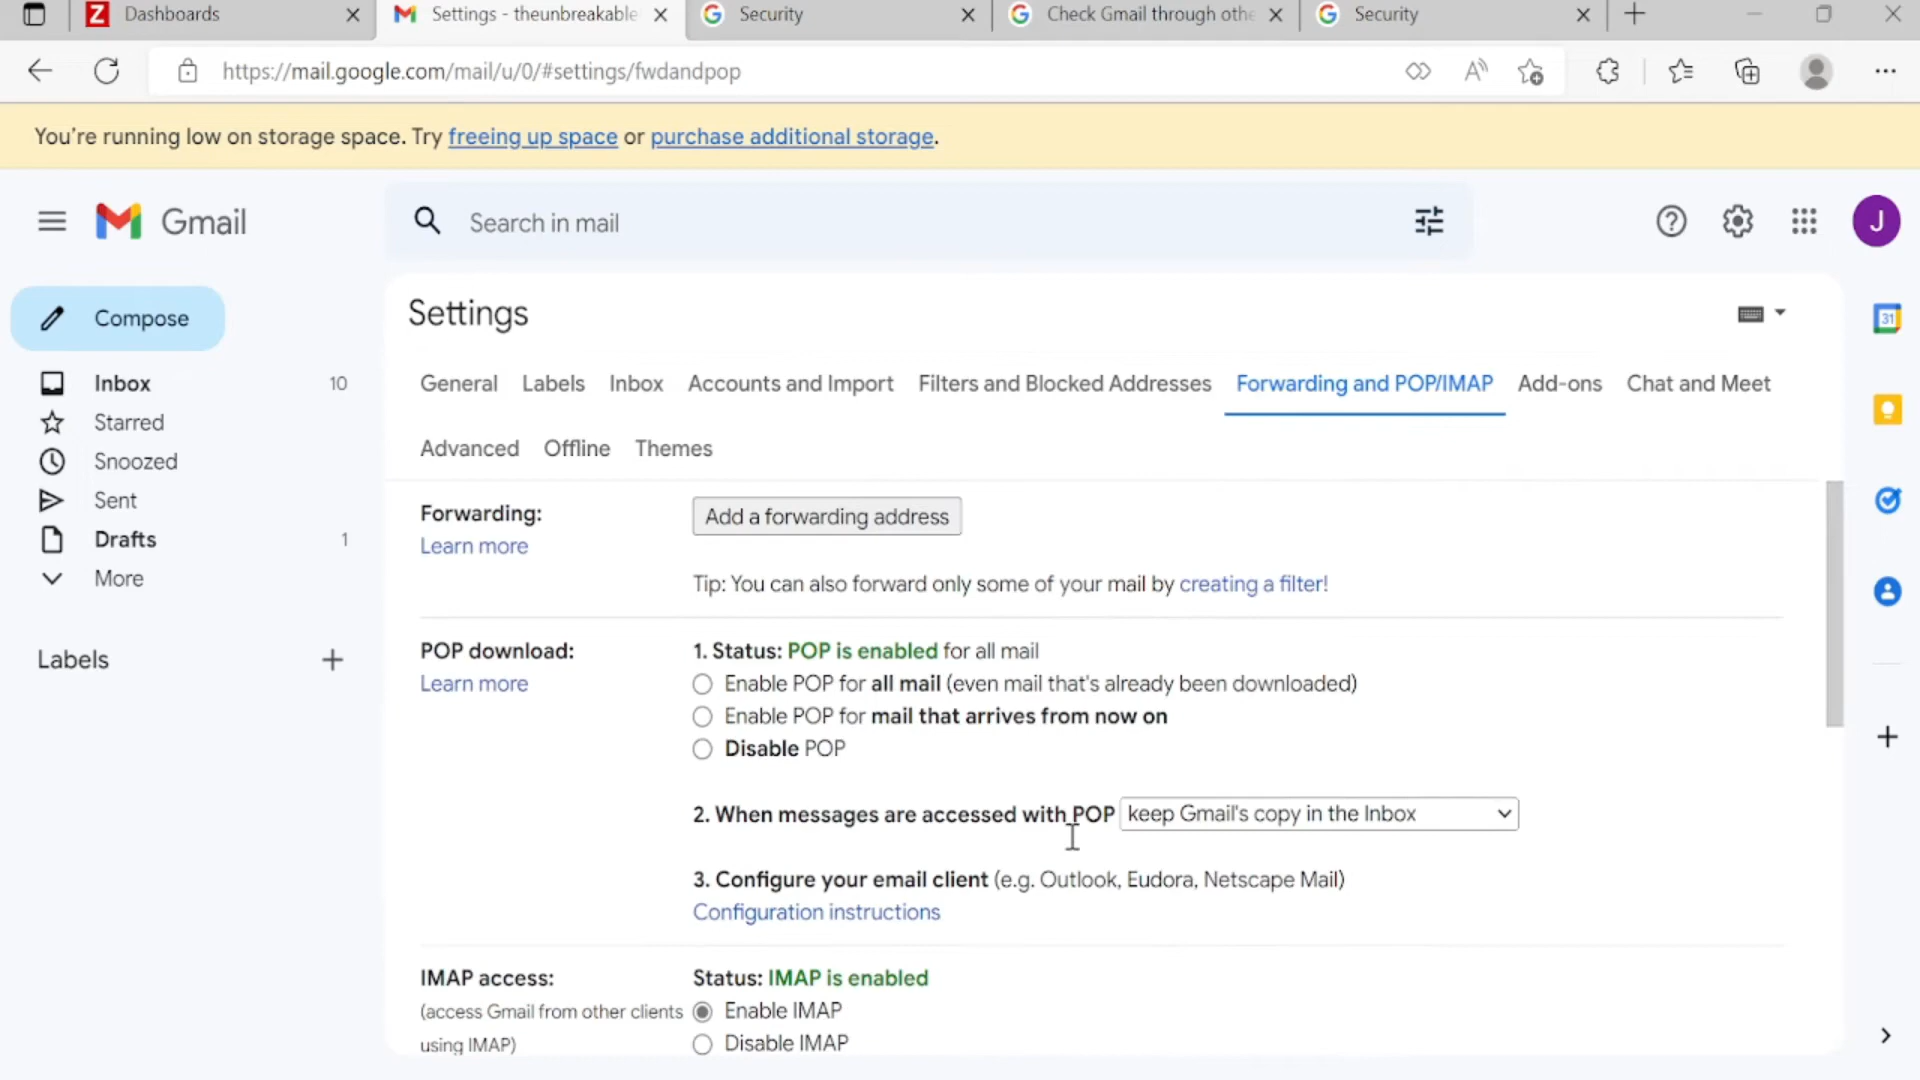 Dashboards
Settings - theunbreakable
Security
Check Gmail through othe
Security
https://mail.google.com/mail/u/0/#settings/fwdandpop
You're running low on storage space. Try freeing up space or purchase additional storage.
Gmail
Search in mail
J
Compose
Inbox 10
Starred
Snoozed
Sent
Drafts 1
More
Labels
Settings
General Labels Inbox Accounts and Import Filters and Blocked Addresses Forwarding and POP/IMAP Add-ons Chat and Meet
Advanced Offline Themes
Forwarding:
Learn more
Add a forwarding address
Tip: You can also forward only some of your mail by creating a filter!
POP download:
Learn more
1. Status: POP is enabled for all mail
Enable POP for all mail (even mail that's already been downloaded)
Enable POP for mail that arrives from now on
Disable POP
2. When messages are accessed with POP keep Gmail's copy in the Inbox
3. Configure your email client (e.g. Outlook, Eudora, Netscape Mail)
Configuration instructions
IMAP access:
(access Gmail from other clients
using IMAP)
Status: IMAP is enabled
Enable IMAP
Disable IMAP
Z
31